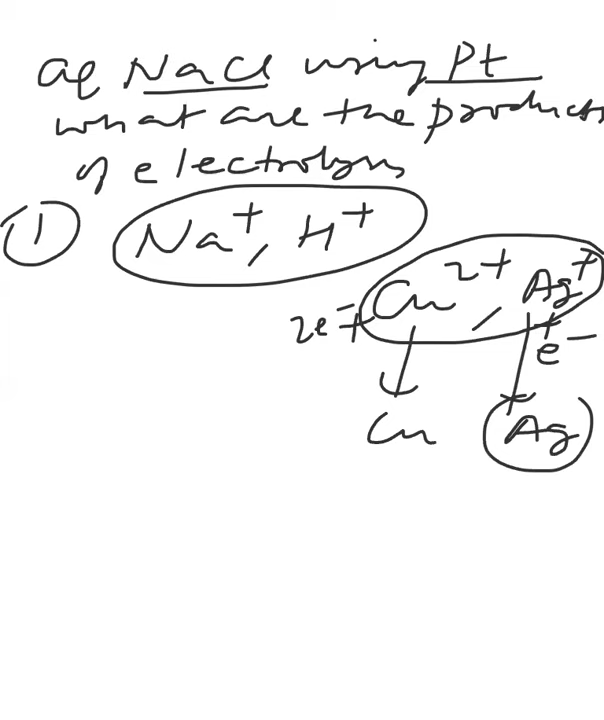 aq NaCl using Pt
what are the products
of electrolysis
① Na⁺, H⁺
Cu²⁺, Ag⁺
2e⁻ + + e⁻
Cu Ag